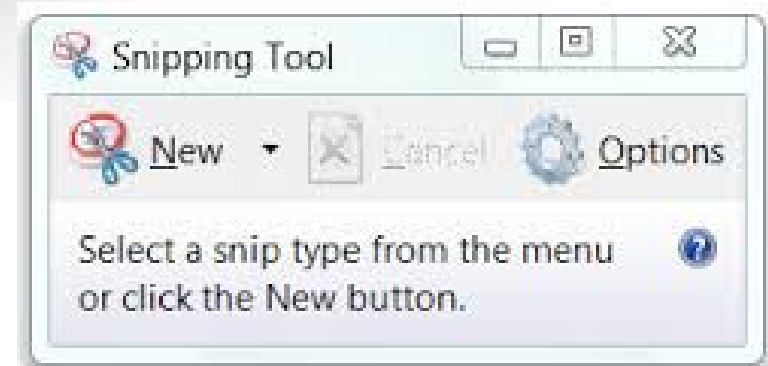 Snipping Tool
New Cancel Options
Select a snip type from the menu
or click the New button.